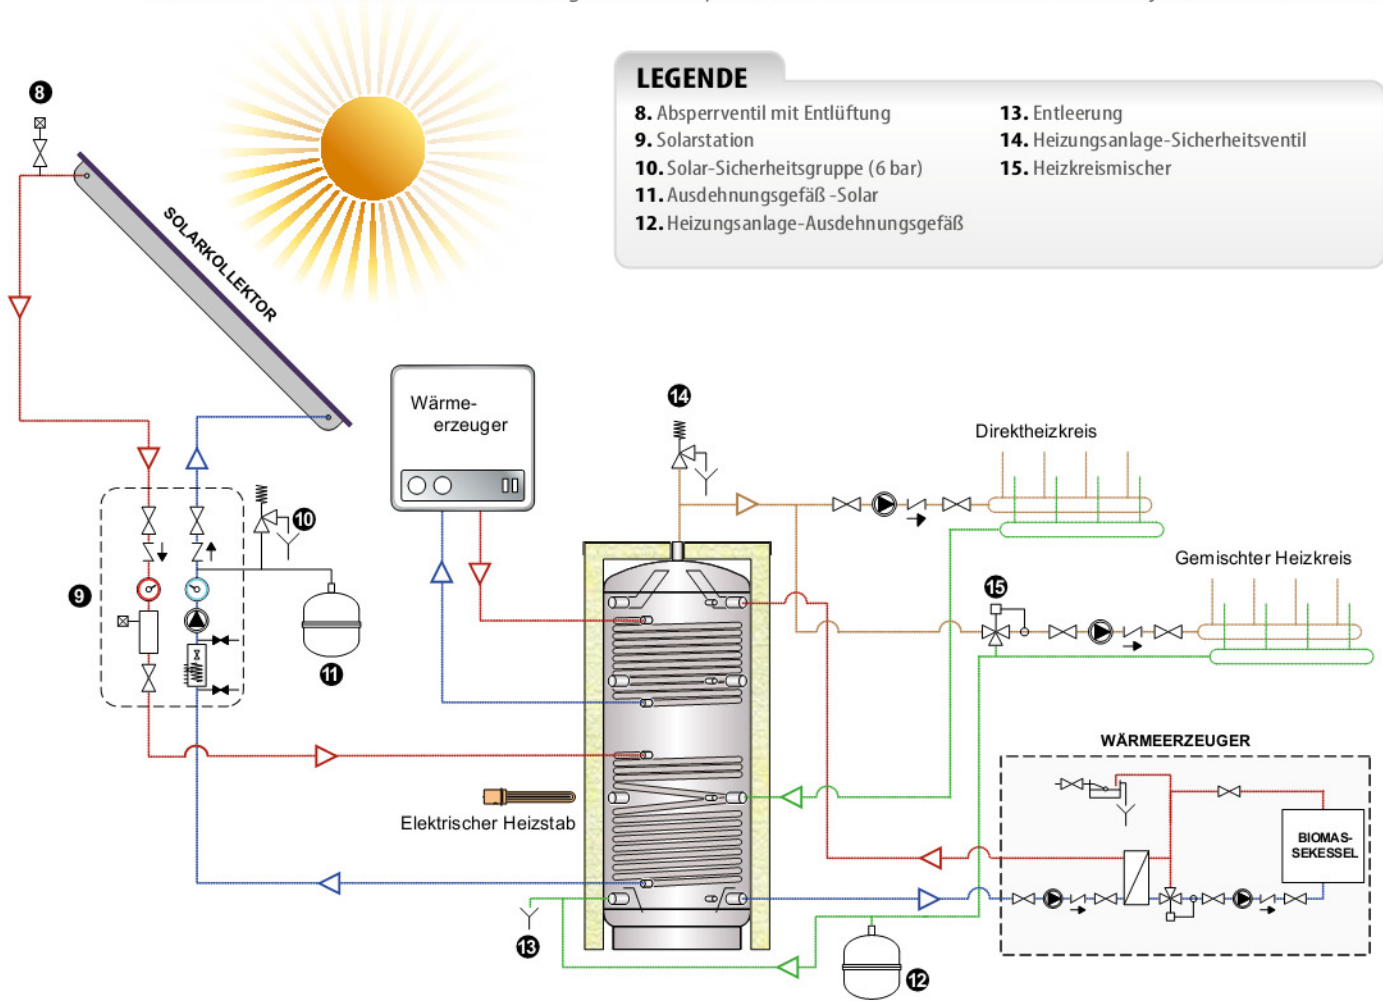 LEGENDE
8. Absperrventil mit Entlüftung
9. Solarstation
10. Solar-Sicherheitsgruppe (6 bar)
11. Ausdehnungsgefäß -Solar
12. Heizungsanlage-Ausdehnungsgefäß
13. Entleerung
14. Heizungsanlage-Sicherheitsventil
15. Heizkreismischer
8
SOLARKOLLEKTOR
Wärme-
erzeuger
14
Direktheizkreis
10
Gemischter Heizkreis
15
9
11
WÄRMEERZEUGER
Elektrischer Heizstab
BIOMAS-
SEKESSEL
13
12